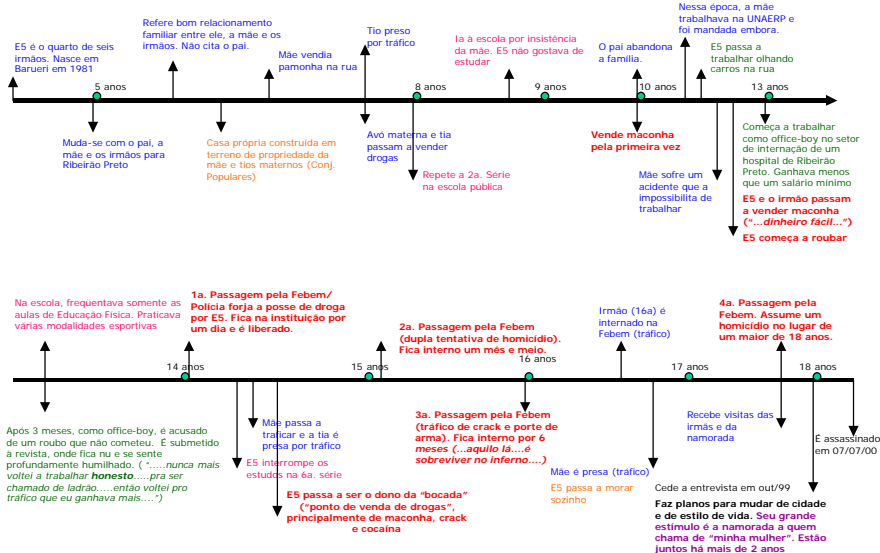 E5 é o quarto de seis
irmãos. Nasce em
Barueri em 1981
Refere bom relacionamento
familiar entre ele, a mãe e os
irmãos. Não cita o pai.
Mãe vendia
pamonha na rua
Tio preso
por tráfico
Ia à escola por insistência
da mãe. E5 não gostava de
estudar
O pai abandona
a família.
Nessa época, a mãe
trabalhava na UNAERP e
foi mandada embora.
E5 passa a
trabalhar olhando
carros na rua
5 anos
8 anos
9 anos
10 anos
13 anos
Muda-se com o pai, a
mãe e os irmãos para
Ribeirão Preto
Casa própria construída em
terreno de propriedade da
mãe e tios maternos (Conj.
Populares)
Avó materna e tia
passam a vender
drogas
Repete a 2a. Série
na escola pública
Vende maconha
pela primeira vez
Mãe sofre um
acidente que a
impossibilita de
trabalhar
Começa a trabalhar
como office-boy no setor
de internação de um
hospital de Ribeirão
Preto. Ganhava menos
que um salário mínimo
E5 e o irmão passam
a vender maconha
("...dinheiro fácil...")
E5 começa a roubar
Na escola, freqüentava somente as
aulas de Educação Física. Praticava
várias modalidades esportivas
1a. Passagem pela Febem/
Polícia forja a posse de droga
por E5. Fica na instituição por
um dia e é liberado.
2a. Passagem pela Febem
(dupla tentativa de homicídio).
Fica interno um mês e meio.
Irmão (16a) é
internado na
Febem (tráfico)
4a. Passagem pela
Febem. Assume um
homicídio no lugar de
um maior de 18 anos.
14 anos
15 anos
16 anos
17 anos
18 anos
Após 3 meses, como office-boy, é acusado
de um roubo que não cometeu. É submetido
à revista, onde fica nu e se sente
profundamente humilhado. ( ".....nunca mais
voltei a trabalhar honesto.....pra ser
chamado de ladrão.....então voltei pro
tráfico que eu ganhava mais....")
Mãe passa a
traficar e a tia é
presa por tráfico
E5 interrompe os
estudos na 6a. série
E5 passa a ser o dono da "bocada"
("ponto de venda de drogas",
principalmente de maconha, crack
e cocaína
3a. Passagem pela Febem
(tráfico de crack e porte de
arma). Fica interno por 6
meses (...aquilo lá....é
sobreviver no inferno....)
Mãe é presa (tráfico)
E5 passa a morar
sozinho
Recebe visitas das
irmãs e da
namorada
É assassinado
em 07/07/00
Cede a entrevista em out/99
Faz planos para mudar de cidade
e de estilo de vida. Seu grande
estímulo é a namorada a quem
chama de "minha mulher". Estão
juntos há mais de 2 anos